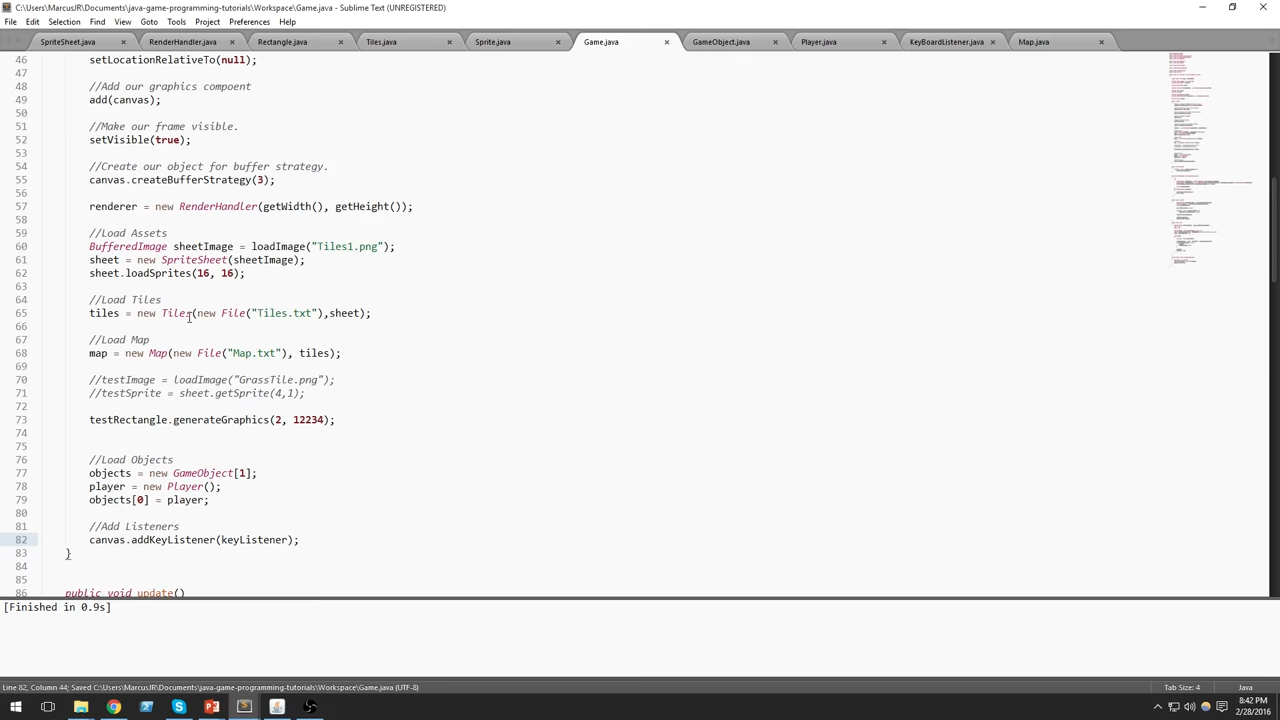 C:\Users\MarcusJR\Documents\java-game-programming-tutorials\Workspace\Game.java - Sublime Text (UNREGISTERED)
File Edit Selection Find View Goto Tools Project Preferences Help
SpriteSheet.java RenderHandler.java Rectangle.java Tiles.java Sprite.java Game.java GameObject.java Player.java KeyBoardListener.java Map.java
46 setLocationRelativeTo(null);
47
48 //Add our graphics compoent
49 add(canvas);
50
51 //Make our frame visible.
52 setVisible(true);
53
54 //Create our object for buffer strategy.
55 canvas.createBufferStrategy(3);
56
57 renderer = new RenderHandler(getWidth(), getHeight());
58
59 //Load Assets
60 BufferedImage sheetImage = loadImage("Tiles1.png");
61 sheet = new SpriteSheet(sheetImage);
62 sheet.loadSprites(16, 16);
63
64 //Load Tiles
65 tiles = new Tiles(new File("Tiles.txt"),sheet);
66
67 //Load Map
68 map = new Map(new File("Map.txt"), tiles);
69
70 //testImage = loadImage("GrassTile.png");
71 //testSprite = sheet.getSprite(4,1);
72
73 testRectangle.generateGraphics(2, 12234);
74
75
76 //Load Objects
77 objects = new GameObject[1];
78 player = new Player();
79 objects[0] = player;
80
81 //Add Listeners
82 canvas.addKeyListener(keyListener);
83 }
84
85
86 public void update()
[Finished in 0.9s]
Line 82, Column 44; Saved C:\Users\MarcusJR\Documents\java-game-programming-tutorials\Workspace\Game.java (UTF-8) Tab Size: 4 Java
8:42 PM
2/28/2016